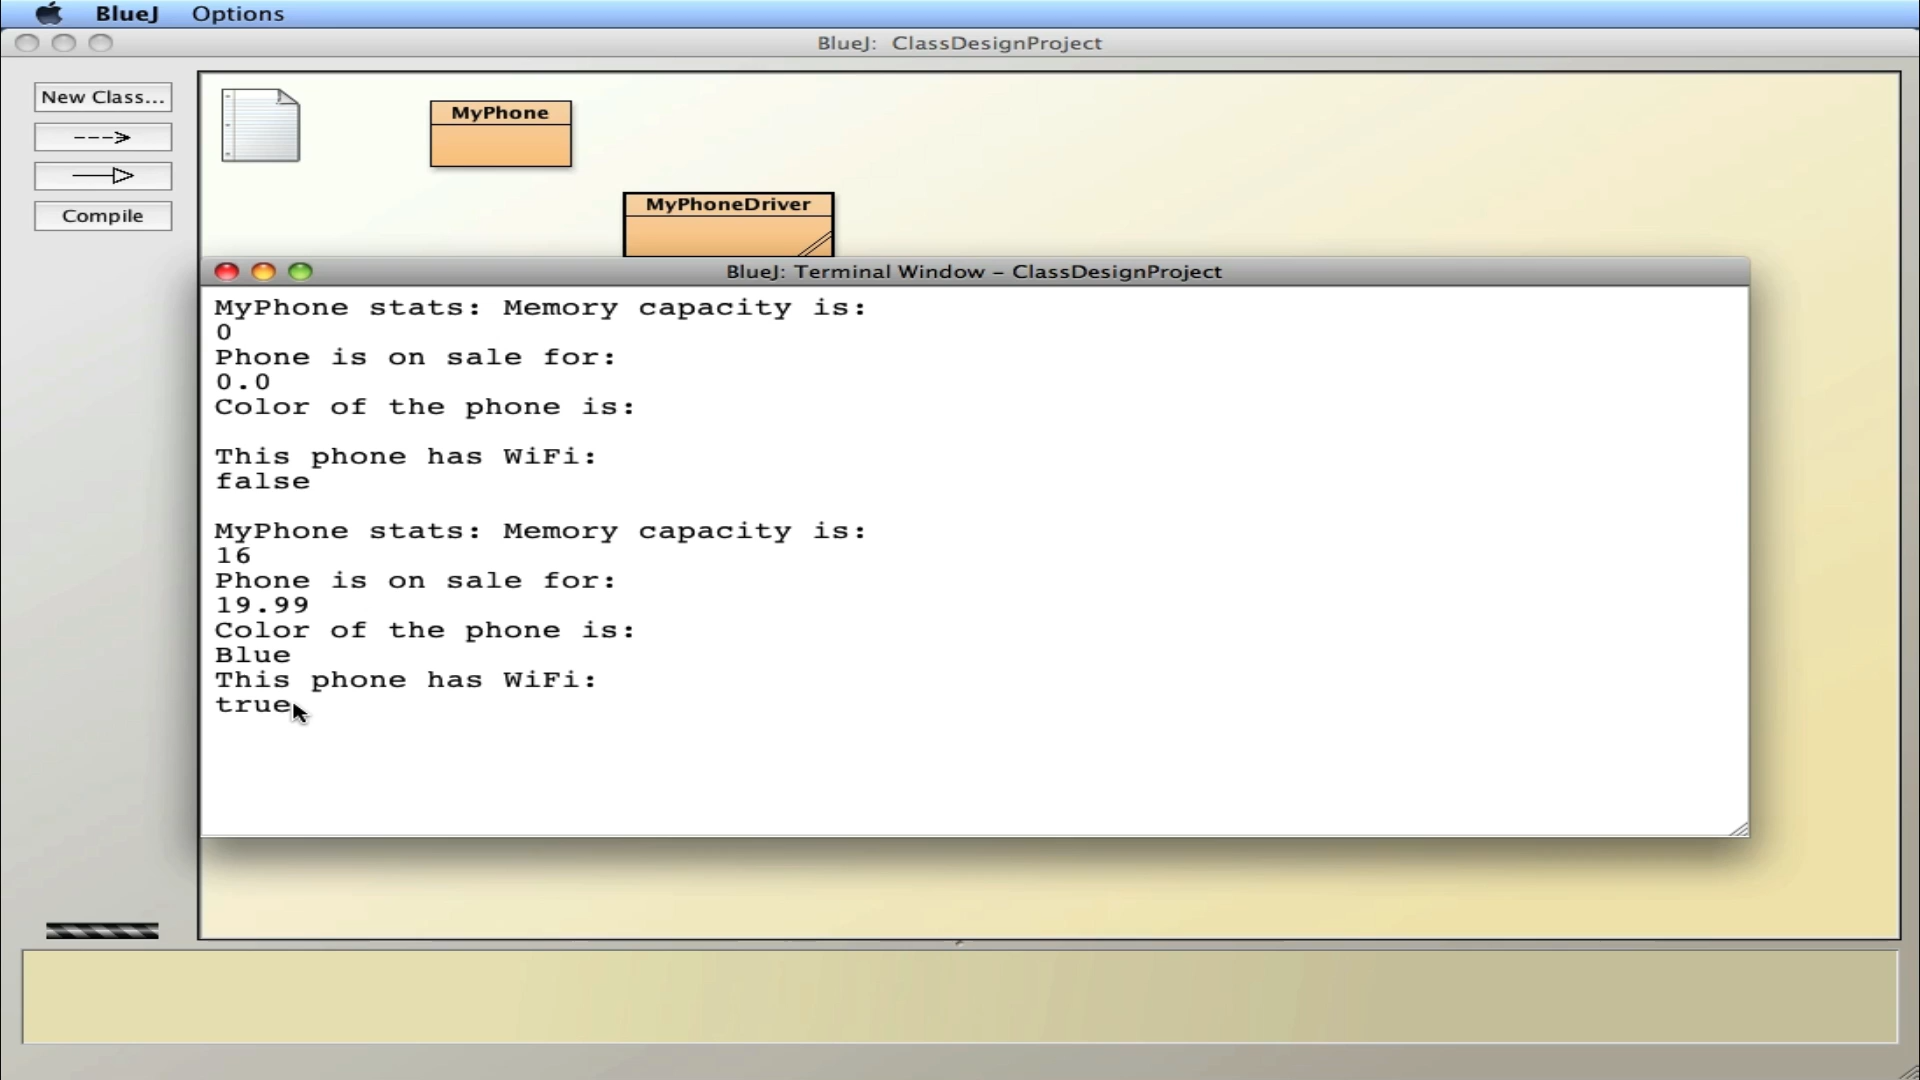 BlueJ Options
BlueJ: ClassDesignProject
New Class...
Compile
MyPhone
MyPhoneDriver
BlueJ: Terminal Window – ClassDesignProject
MyPhone stats: Memory capacity is:
0
Phone is on sale for:
0.0
Color of the phone is:
This phone has WiFi:
false
MyPhone stats: Memory capacity is:
16
Phone is on sale for:
19.99
Color of the phone is:
Blue
This phone has WiFi:
true